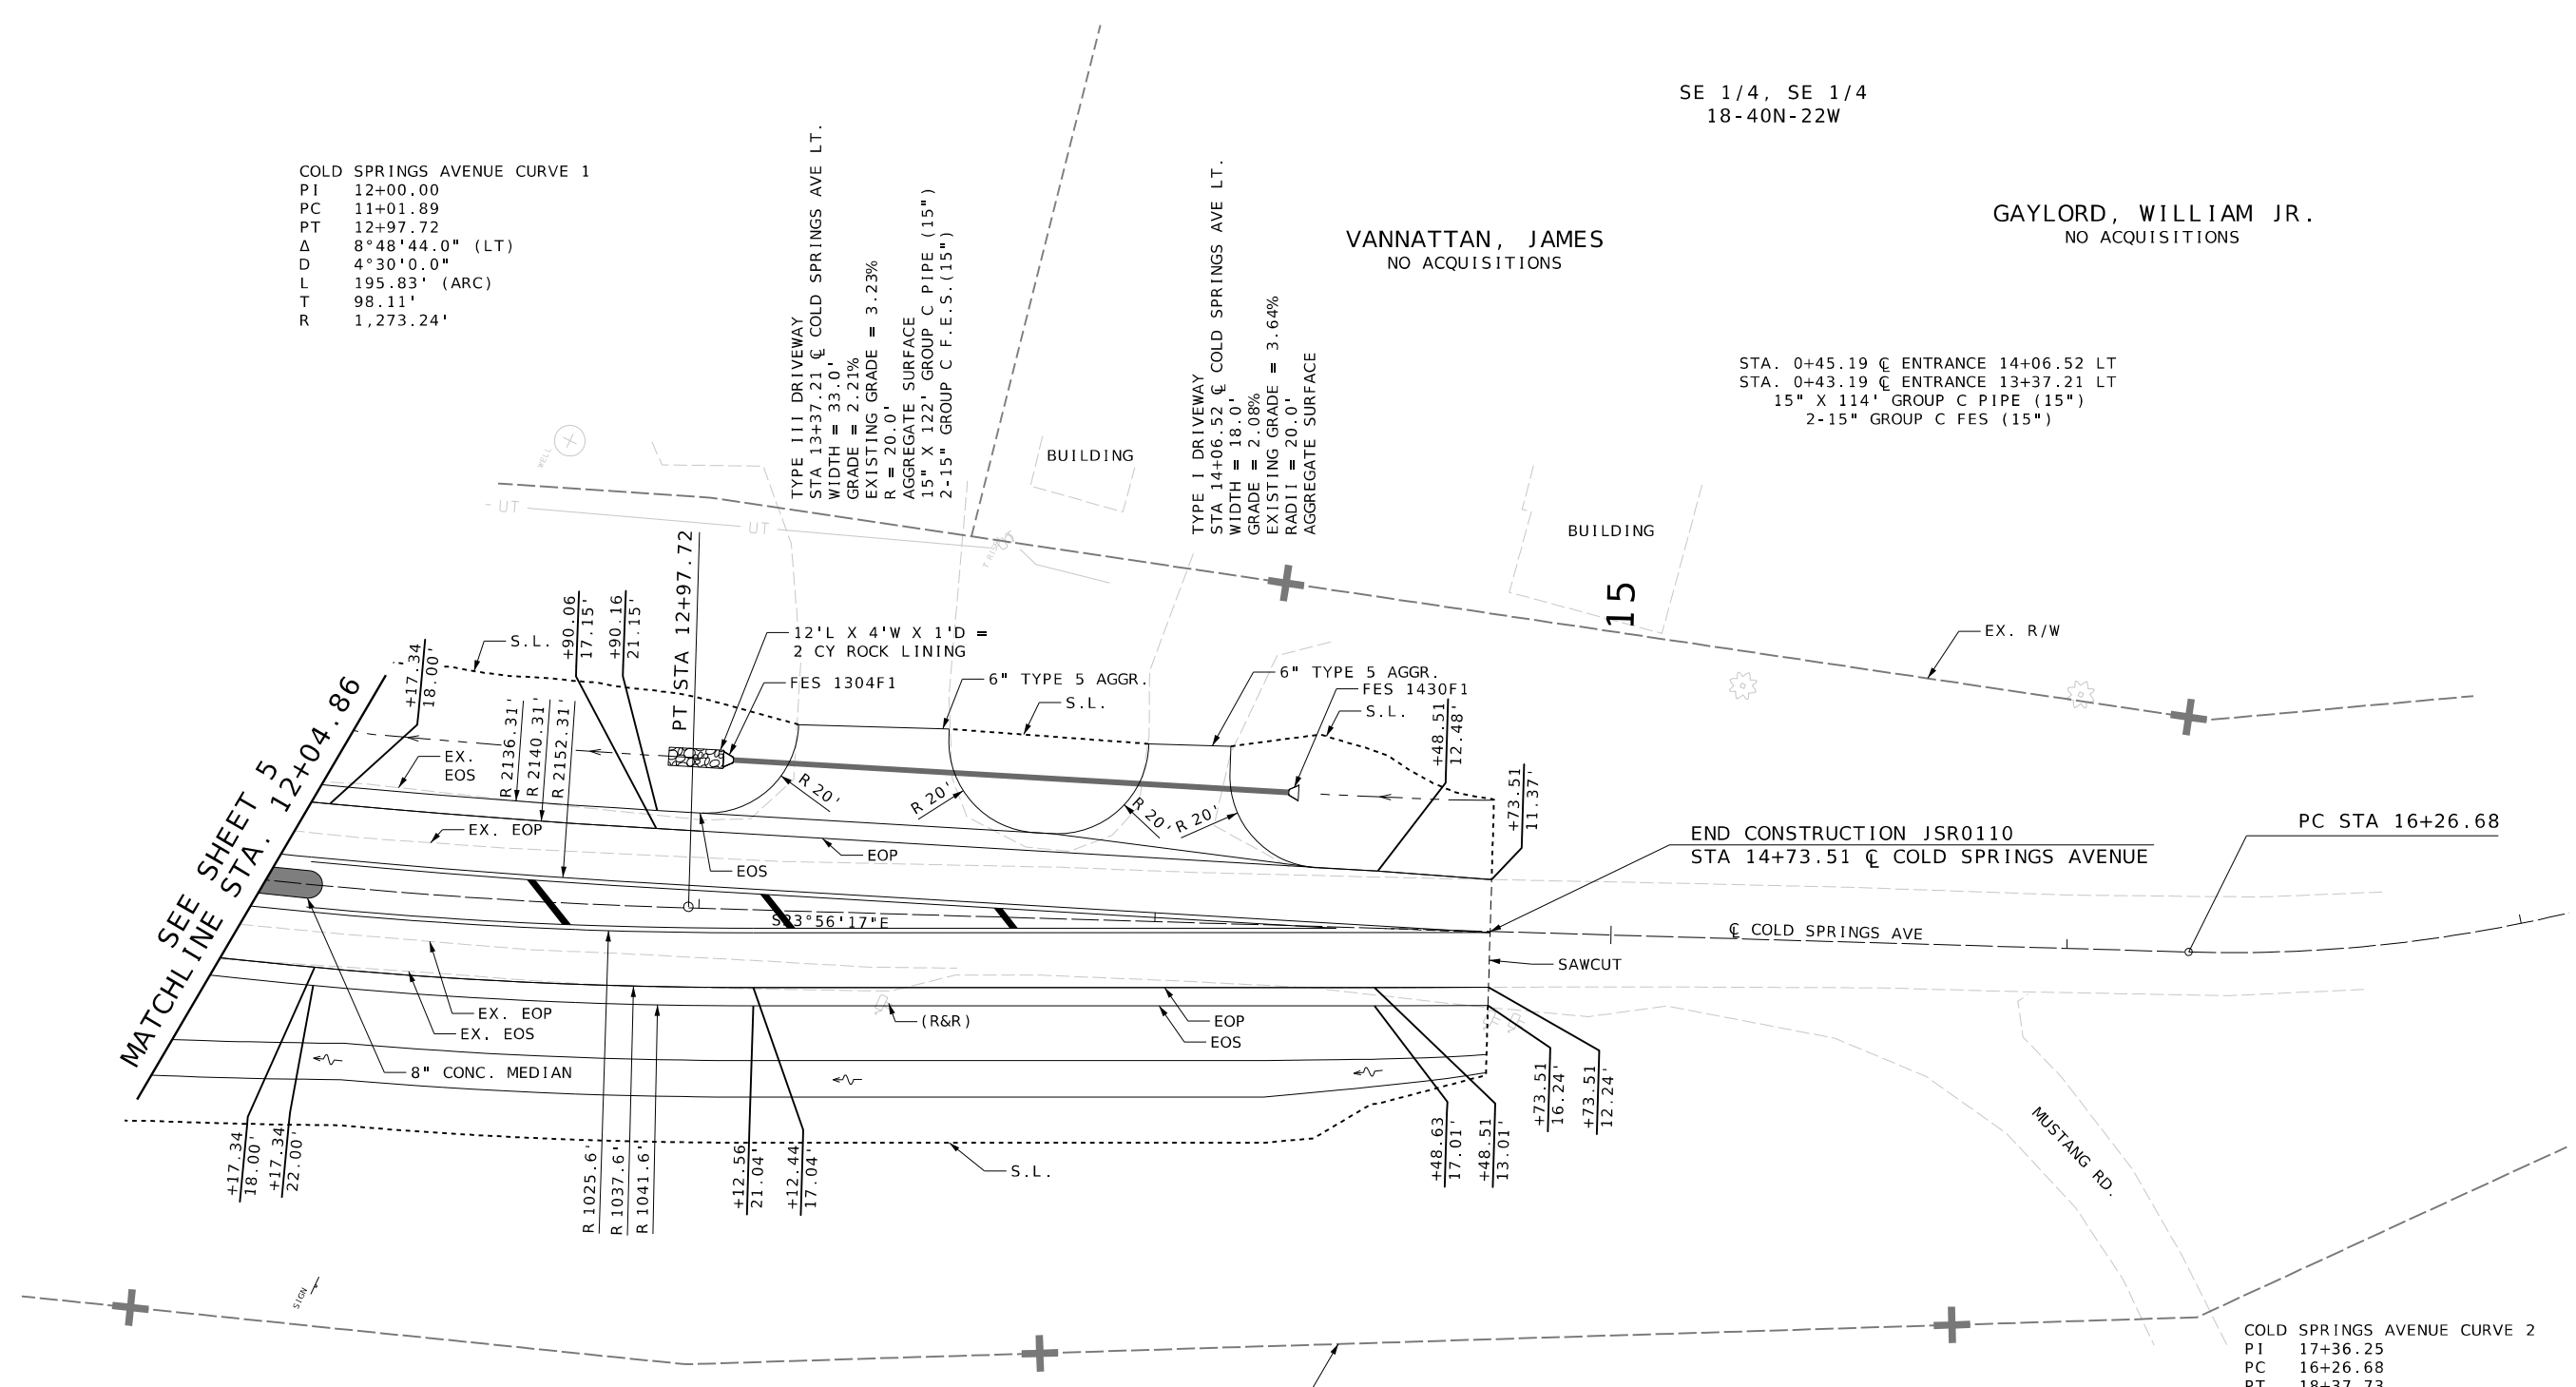 SE 1/4, SE 1/4
18-40N-22W
COLD SPRINGS AVENUE CURVE 1
PI 12+00.00
PC 11+01.89
PT 12+97.72
Δ 8°48'44.0" (LT)
D 4°30'0.0"
L 195.83' (ARC)
T 98.11'
R 1,273.24'
TYPE III DRIVEWAY
STA 13+37.21 ℄ COLD SPRINGS AVE LT.
WIDTH = 33.0'
GRADE = 2.21%
EXISTING GRADE = 3.23%
R = 20.0'
AGGREGATE SURFACE
15" X 122' GROUP C PIPE (15")
2-15" GROUP C F.E.S.(15")
TYPE I DRIVEWAY
STA 14+06.52 ℄ COLD SPRINGS AVE LT.
WIDTH = 18.0'
GRADE = 2.08%
EXISTING GRADE = 3.64%
RADII = 20.0'
AGGREGATE SURFACE
VANNATTAN, JAMES
NO ACQUISITIONS
GAYLORD, WILLIAM JR.
NO ACQUISITIONS
STA. 0+45.19 ℄ ENTRANCE 14+06.52 LT
STA. 0+43.19 ℄ ENTRANCE 13+37.21 LT
15" X 114' GROUP C PIPE (15")
2-15" GROUP C FES (15")
WELL
UT
UT
UT
BUILDING
BUILDING
15
EX. R/W
PT STA 12+97.72
S.L.
+17.34
18.00'
+90.06
17.15'
+90.16
21.15'
12'L X 4'W X 1'D =
2 CY ROCK LINING
FES 1304F1
6" TYPE 5 AGGR.
S.L.
6" TYPE 5 AGGR.
FES 1430F1
S.L.
+48.51
12.48'
+73.51
11.37'
R 2136.31'
R 2140.31'
R 2152.31'
EX.
EOS
R 20'
R 20'
R 20'
R 20'
EX. EOP
EOP
EOS
SEE SHEET 5
MATCHLINE STA. 12+04.86
S23°56'17"E
END CONSTRUCTION JSR0110
STA 14+73.51 ℄ COLD SPRINGS AVENUE
PC STA 16+26.68
℄ COLD SPRINGS AVE
SAWCUT
EX. EOP
EX. EOS
(R&R)
EOP
EOS
8" CONC. MEDIAN
S.L.
+17.34
18.00'
+17.34
22.00'
R 1025.6'
R 1037.6'
R 1041.6'
+12.56
21.04'
+12.44
17.04'
+48.63
17.01'
+48.51
13.01'
+73.51
16.24'
+73.51
12.24'
MUSTANG RD.
SIGN
COLD SPRINGS AVENUE CURVE 2
PI 17+36.25
PC 16+26.68
PT 18+37.73